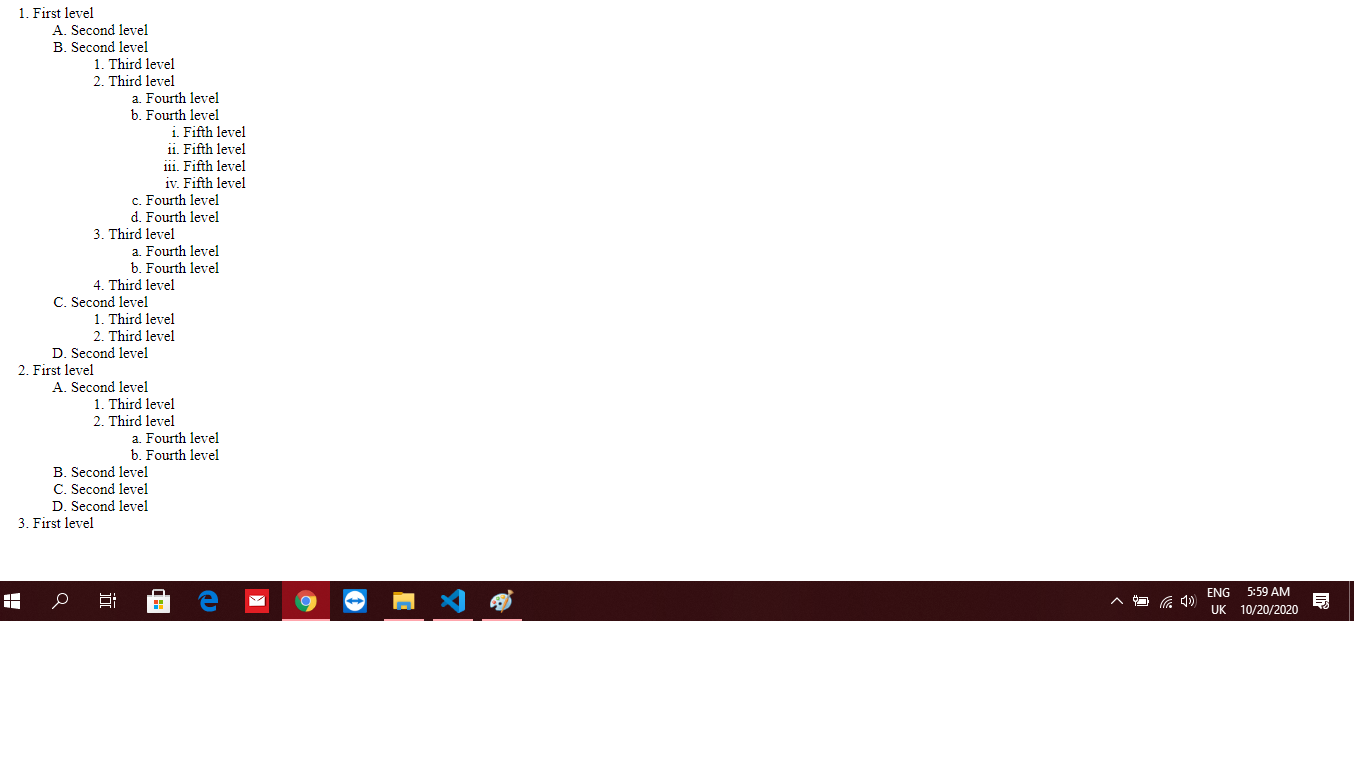 1. First level
A. Second level
B. Second level
1. Third level
2. Third level
a. Fourth level
b. Fourth level
i. Fifth level
ii. Fifth level
iii. Fifth level
iv. Fifth level
c. Fourth level
d. Fourth level
3. Third level
a. Fourth level
b. Fourth level
4. Third level
C. Second level
1. Third level
2. Third level
D. Second level
2. First level
A. Second level
1. Third level
2. Third level
a. Fourth level
b. Fourth level
B. Second level
C. Second level
D. Second level
3. First level
ENG 5:59 AM
UK 10/20/2020